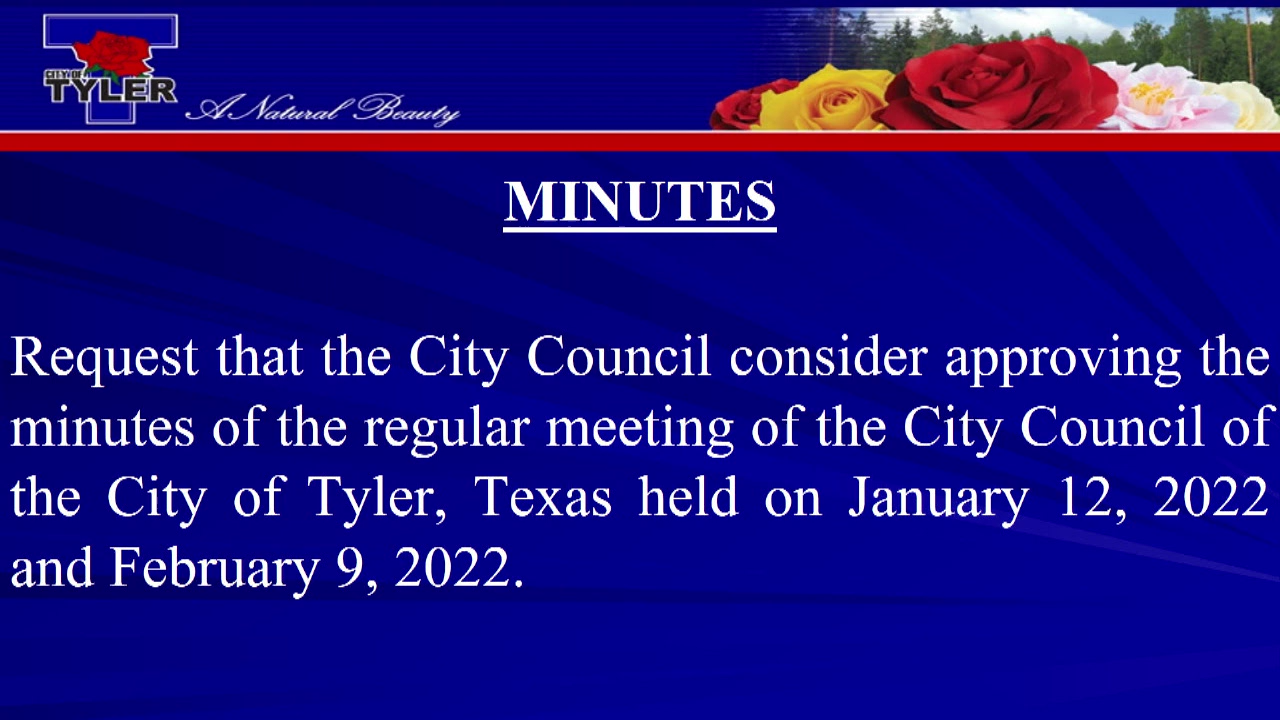 CITY OF
TYLER
A Natural Beauty
MINUTES
Request that the City Council consider approving the
minutes of the regular meeting of the City Council of
the City of Tyler, Texas held on January 12, 2022
and February 9, 2022.